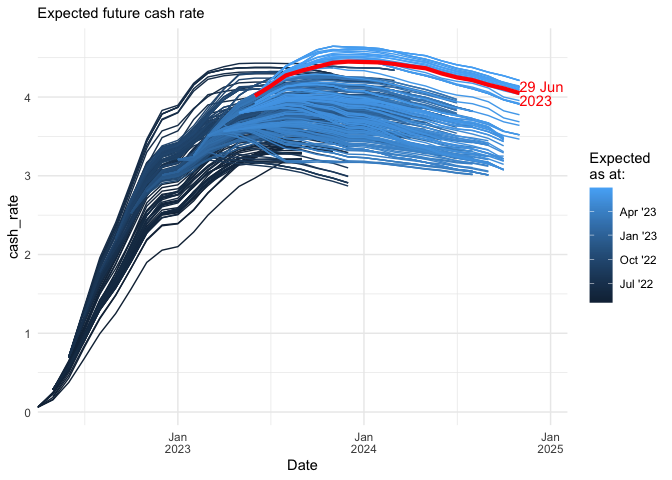 Expected future cash rate
cash_rate
4
3
2
1
0
Jan
2023
Jan
2024
Jan
2025
Date
29 Jun
2023
Expected
as at:
Apr '23
Jan '23
Oct '22
Jul '22